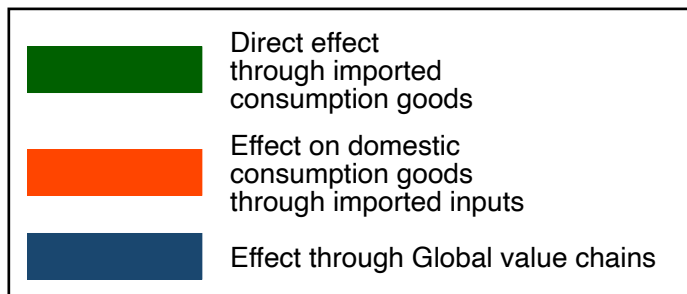 Direct effect
through imported
consumption goods
Effect on domestic
consumption goods
through imported inputs
Effect through Global value chains